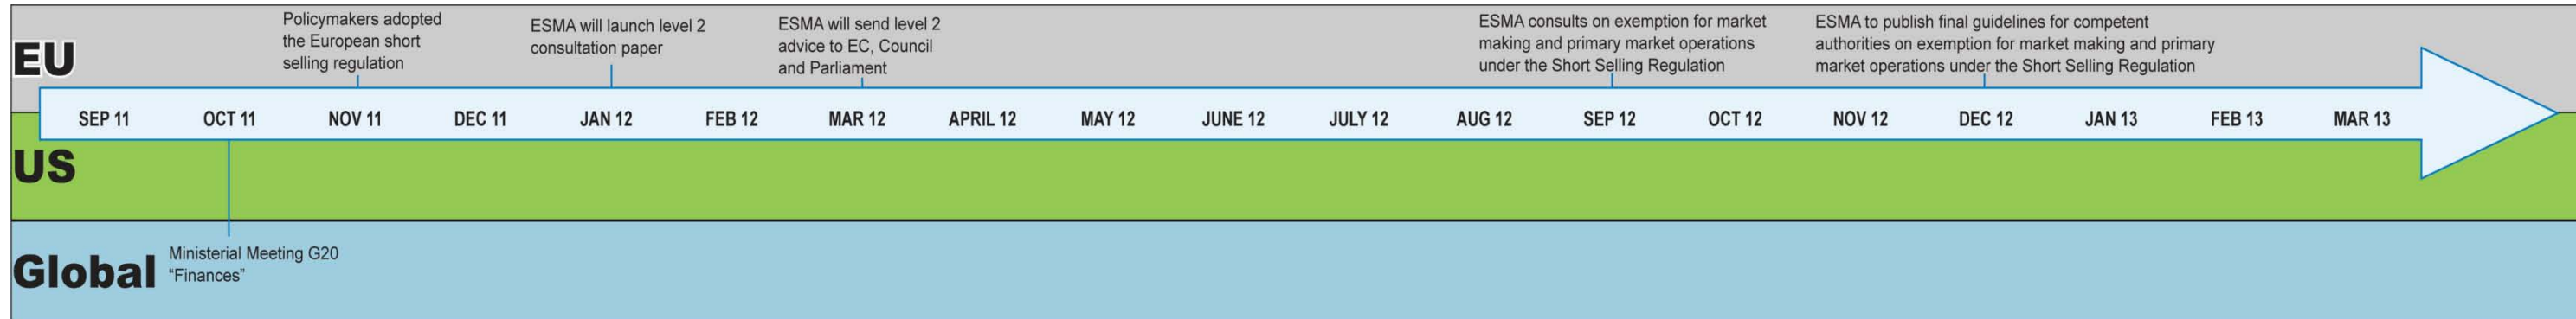 EU
Policymakers adopted
the European short
selling regulation
ESMA will launch level 2
consultation paper
ESMA will send level 2
advice to EC, Council
and Parliament
ESMA consults on exemption for market
making and primary market operations
under the Short Selling Regulation
ESMA to publish final guidelines for competent
authorities on exemption for market making and primary
market operations under the Short Selling Regulation
SEP 11 OCT 11 NOV 11 DEC 11 JAN 12 FEB 12 MAR 12 APRIL 12 MAY 12 JUNE 12 JULY 12 AUG 12 SEP 12 OCT 12 NOV 12 DEC 12 JAN 13 FEB 13 MAR 13
US
Global
Ministerial Meeting G20
“Finances”